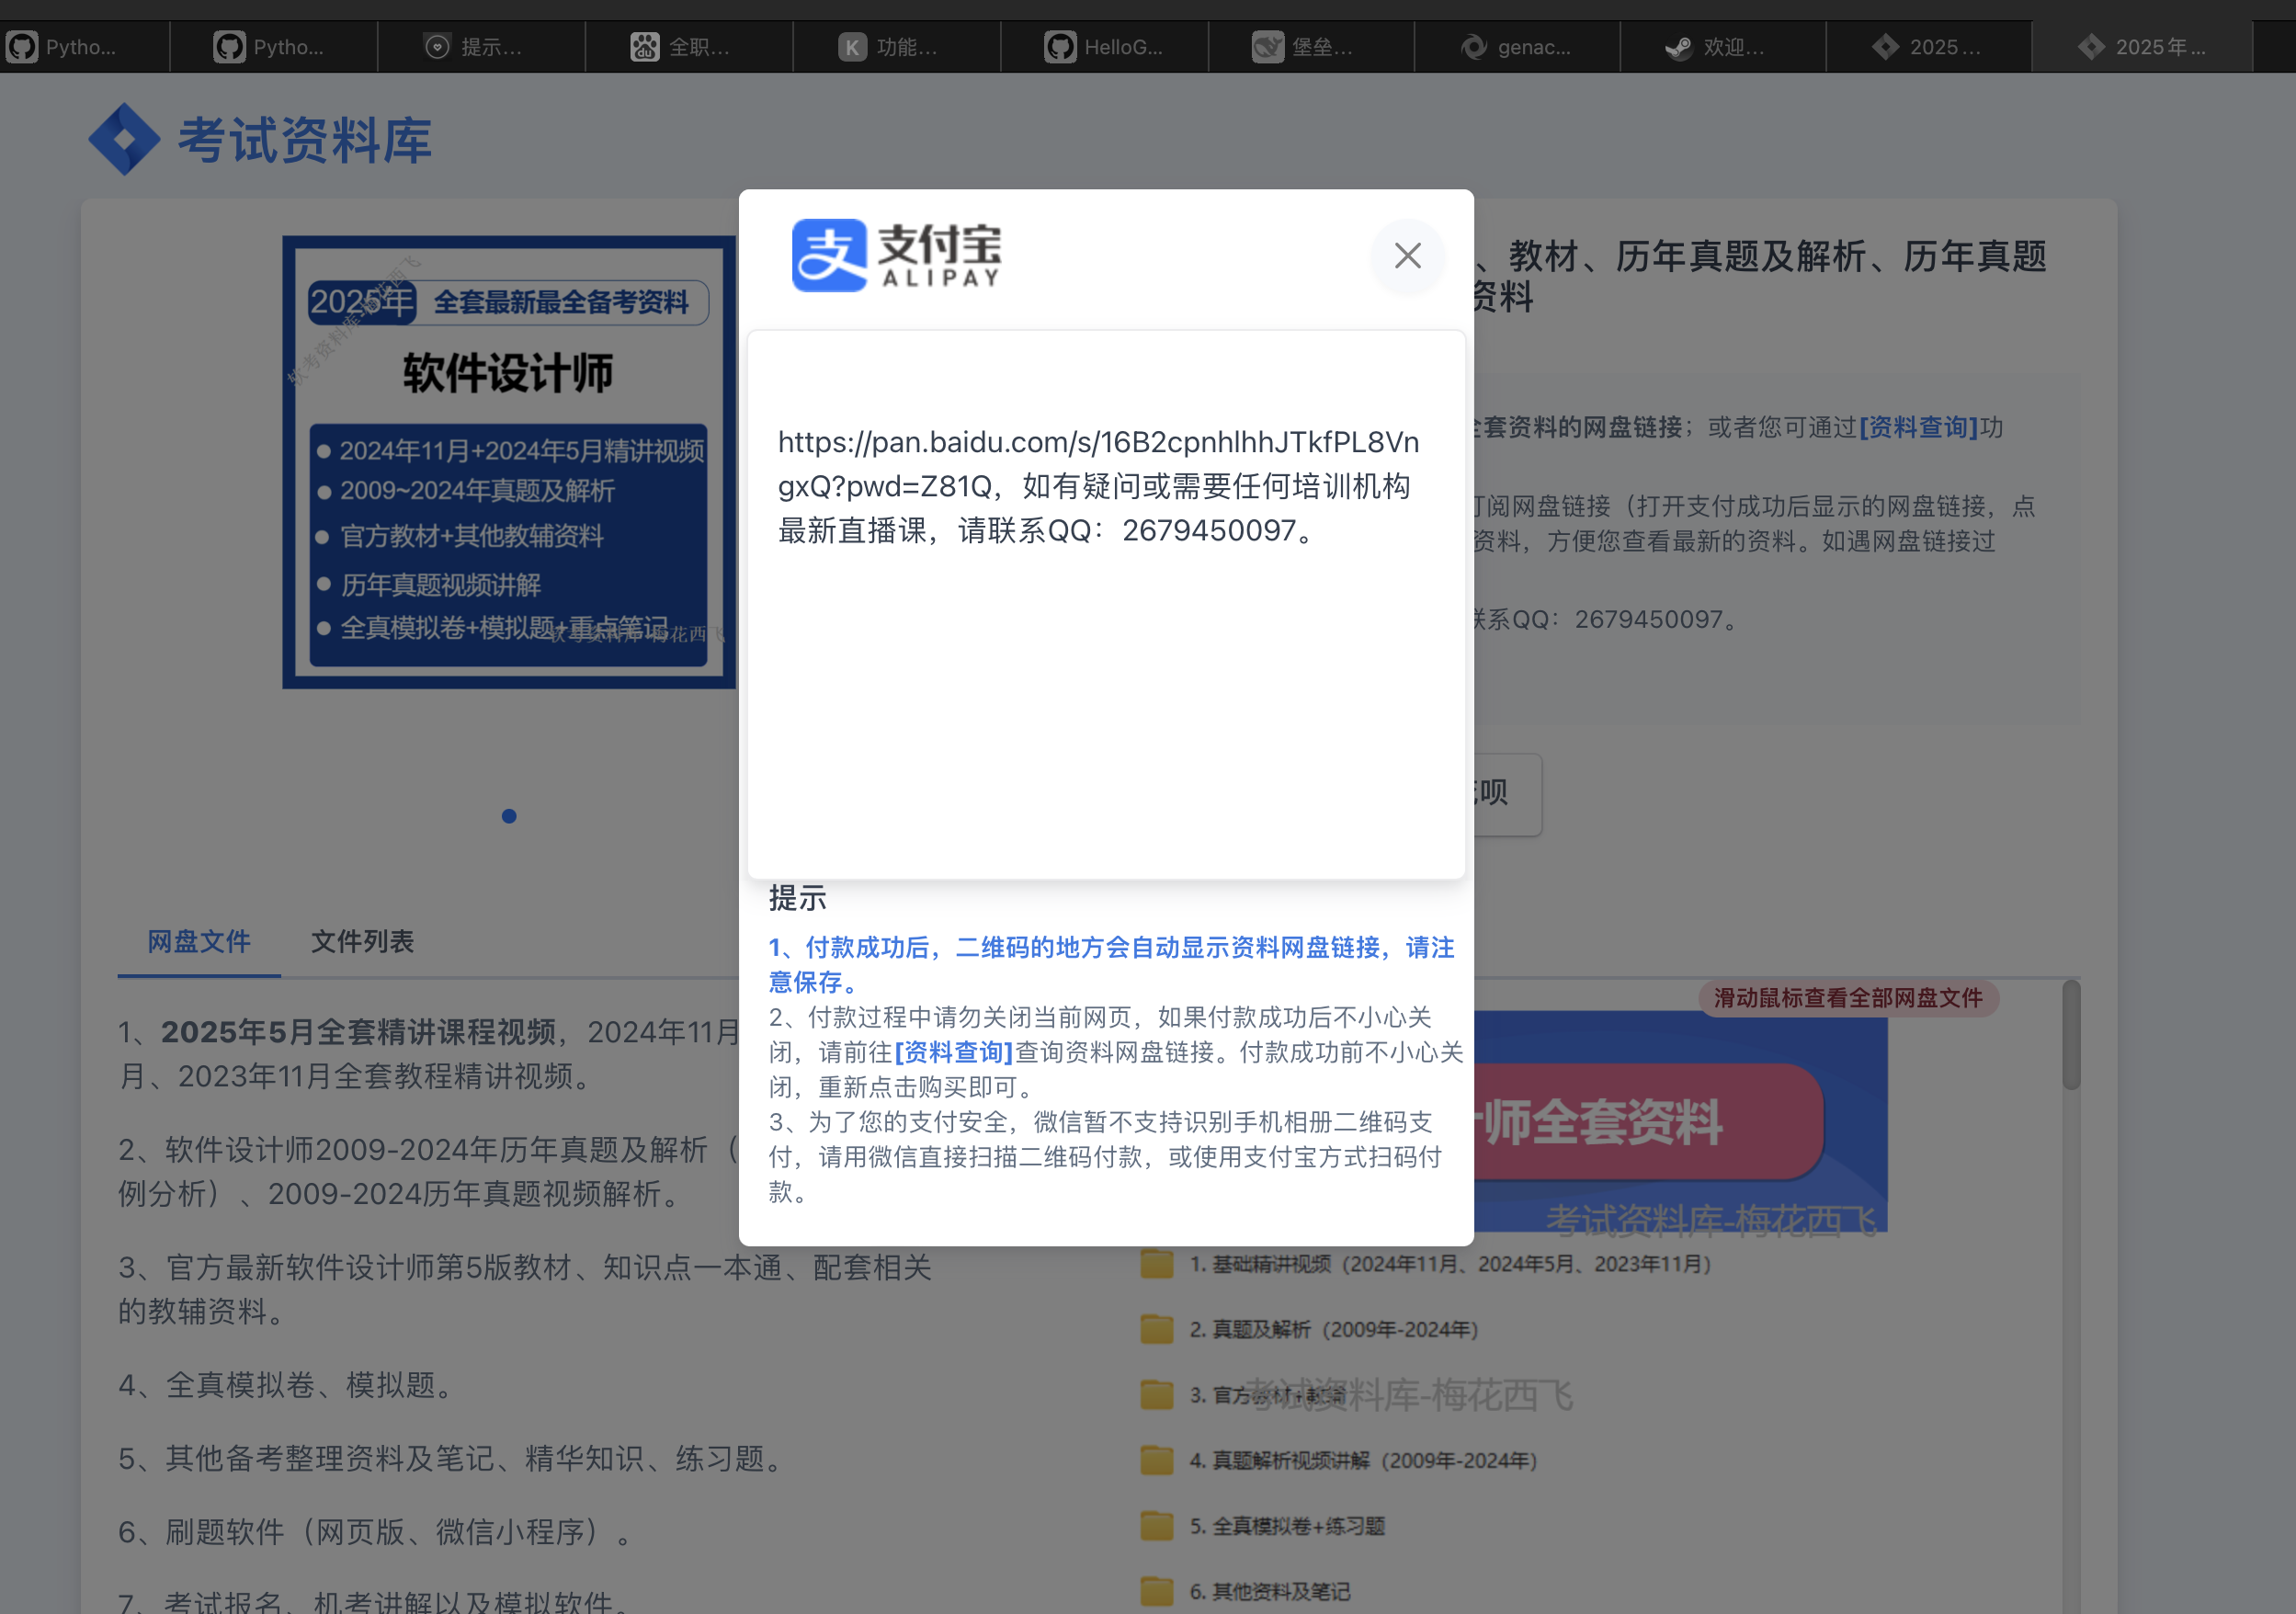 Pytho...
Pytho...
提示...
全职...
功能...
HelloG...
堡垒...
genac...
欢迎...
2025...
2025年...
考试资料库
2025年 全套最新最全备考资料
软件设计师
2024年11月+2024年5月精讲视频
2009~2024年真题及解析
官方教材+其他教辅资料
历年真题视频讲解
全真模拟卷+模拟题+重点笔记
软考资料库-梅花西飞
软考资料库-梅花西飞
支付宝
ALIPAY
https://pan.baidu.com/s/16B2cpnhlhhJTkfPL8Vn
gxQ?pwd=Z81Q，如有疑问或需要任何培训机构
最新直播课，请联系QQ：2679450097。
提示
1、付款成功后，二维码的地方会自动显示资料网盘链接，请注
意保存。
2、付款过程中请勿关闭当前网页，如果付款成功后不小心关
闭，请前往[资料查询]查询资料网盘链接。付款成功前不小心关
闭，重新点击购买即可。
3、为了您的支付安全，微信暂不支持识别手机相册二维码支
付，请用微信直接扫描二维码付款，或使用支付宝方式扫码付
款。
、教材、历年真题及解析、历年真题
资料
全套资料的网盘链接；或者您可通过[资料查询]功
订阅网盘链接（打开支付成功后显示的网盘链接，点
资料，方便您查看最新的资料。如遇网盘链接过
联系QQ：2679450097。
呗
网盘文件
文件列表
1、2025年5月全套精讲课程视频，2024年11月
月、2023年11月全套教程精讲视频。
2、软件设计师2009-2024年历年真题及解析（
例分析）、2009-2024历年真题视频解析。
3、官方最新软件设计师第5版教材、知识点一本通、配套相关
的教辅资料。
4、全真模拟卷、模拟题。
5、其他备考整理资料及笔记、精华知识、练习题。
6、刷题软件（网页版、微信小程序）。
7、考试报名、机考讲解以及模拟软件。
滑动鼠标查看全部网盘文件
师全套资料
考试资料库-梅花西飞
1. 基础精讲视频（2024年11月、2024年5月、2023年11月）
2. 真题及解析（2009年-2024年）
3. 官方教材+教辅
考试资料库-梅花西飞
4. 真题解析视频讲解（2009年-2024年）
5. 全真模拟卷+练习题
6. 其他资料及笔记